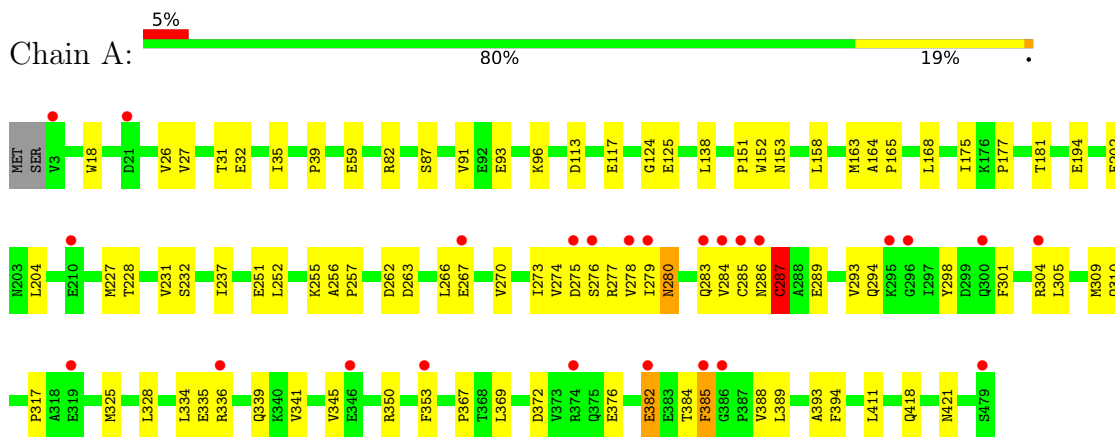 5%
Chain A:
80% 19% •
MET SER V3 W18 D21 V26 V27 T31 E32 I35 P39 E59 R82 S87 V91 E92 E93 K96 D113 E117 G124 E125 L138 P151 W152 N153 L158 M163 A164 P165 L168 I175 K176 P177 T181 E194
N203 L204 E210 M227 T228 V231 S232 I237 E251 L252 K255 A256 P257 D262 D263 L266 E267 V270 I273 V274 D275 S276 R277 V278 I279 N280 Q283 V284 C285 N286 C287 A288 E289 V293 Q294 K295 G296 I297 Y298 D299 Q300 F301 R304 L305 M309
P317 A318 E319 M325 L328 L334 E335 R336 Q339 K340 V341 V345 E346 R350 F353 P367 T368 L369 D372 V373 R374 Q375 E376 E382 E383 T384 F385 G386 P387 V388 L389 A393 F394 L411 Q418 N421 S479